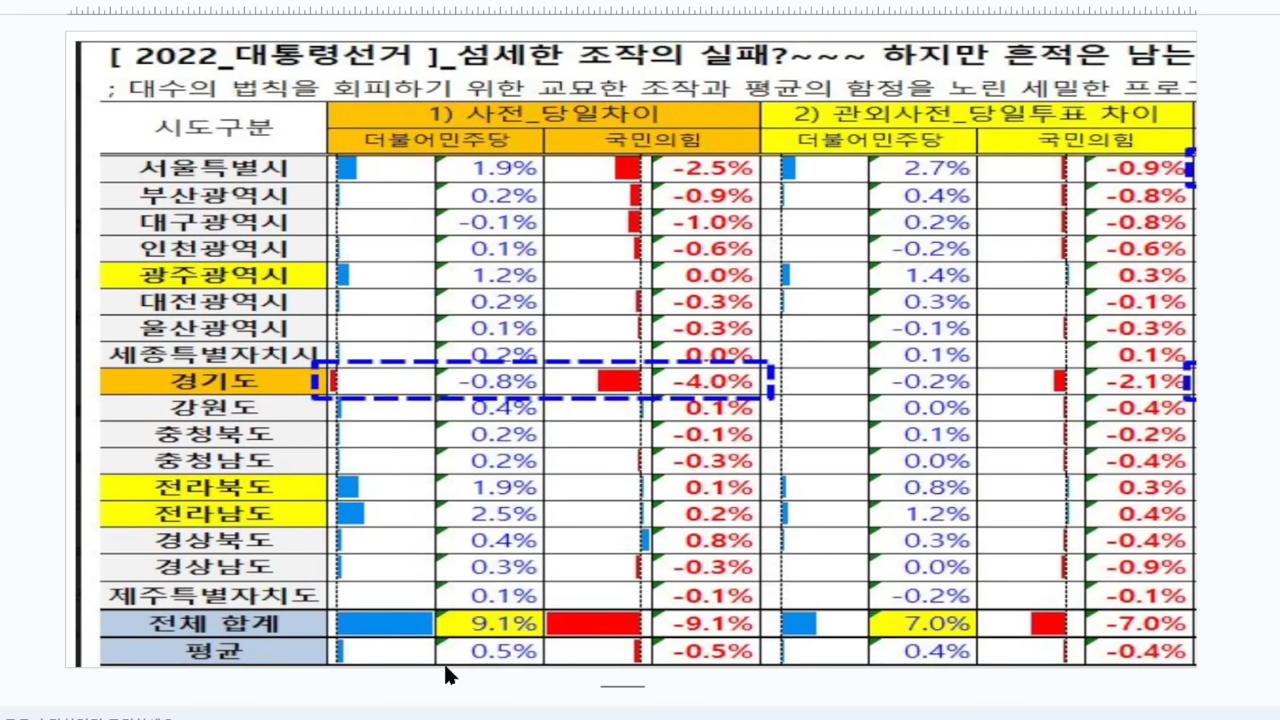 [ 2022_대통령선거 ]_섬세한 조작의 실패?~~~ 하지만 흔적은 남는
; 대수의 법칙을 회피하기 위한 교묘한 조작과 평균의 함정을 노린 세밀한
시도구분 1) 사전_당일차이 2) 관외사전_당일투표 차이
더불어민주당 국민의힘 더불어민주당 국민의힘
서울특별시 1.9% -2.5% 2.7% -0.9%
부산광역시 0.2% -0.9% 0.4% -0.8%
대구광역시 -0.1% -1.0% 0.2% -0.8%
인천광역시 0.1% -0.6% -0.2% -0.6%
광주광역시 1.2% 0.0% 1.4% 0.3%
대전광역시 0.2% -0.3% 0.3% -0.1%
울산광역시 0.1% -0.3% -0.1% -0.3%
세종특별자치시 0.2% 0.0% 0.1% 0.1%
경기도 -0.8% -4.0% -0.2% -2.1%
강원도 0.4% 0.1% 0.0% -0.4%
충청북도 0.2% -0.1% 0.1% -0.2%
충청남도 0.2% -0.3% 0.0% -0.4%
전라북도 1.9% 0.1% 0.8% 0.3%
전라남도 2.5% 0.2% 1.2% 0.4%
경상북도 0.4% 0.8% 0.3% -0.4%
경상남도 0.3% -0.3% 0.0% -0.9%
제주특별자치도 0.1% -0.1% -0.2% -0.1%
전체 합계 9.1% -9.1% 7.0% -7.0%
평균 0.5% -0.5% 0.4% -0.4%